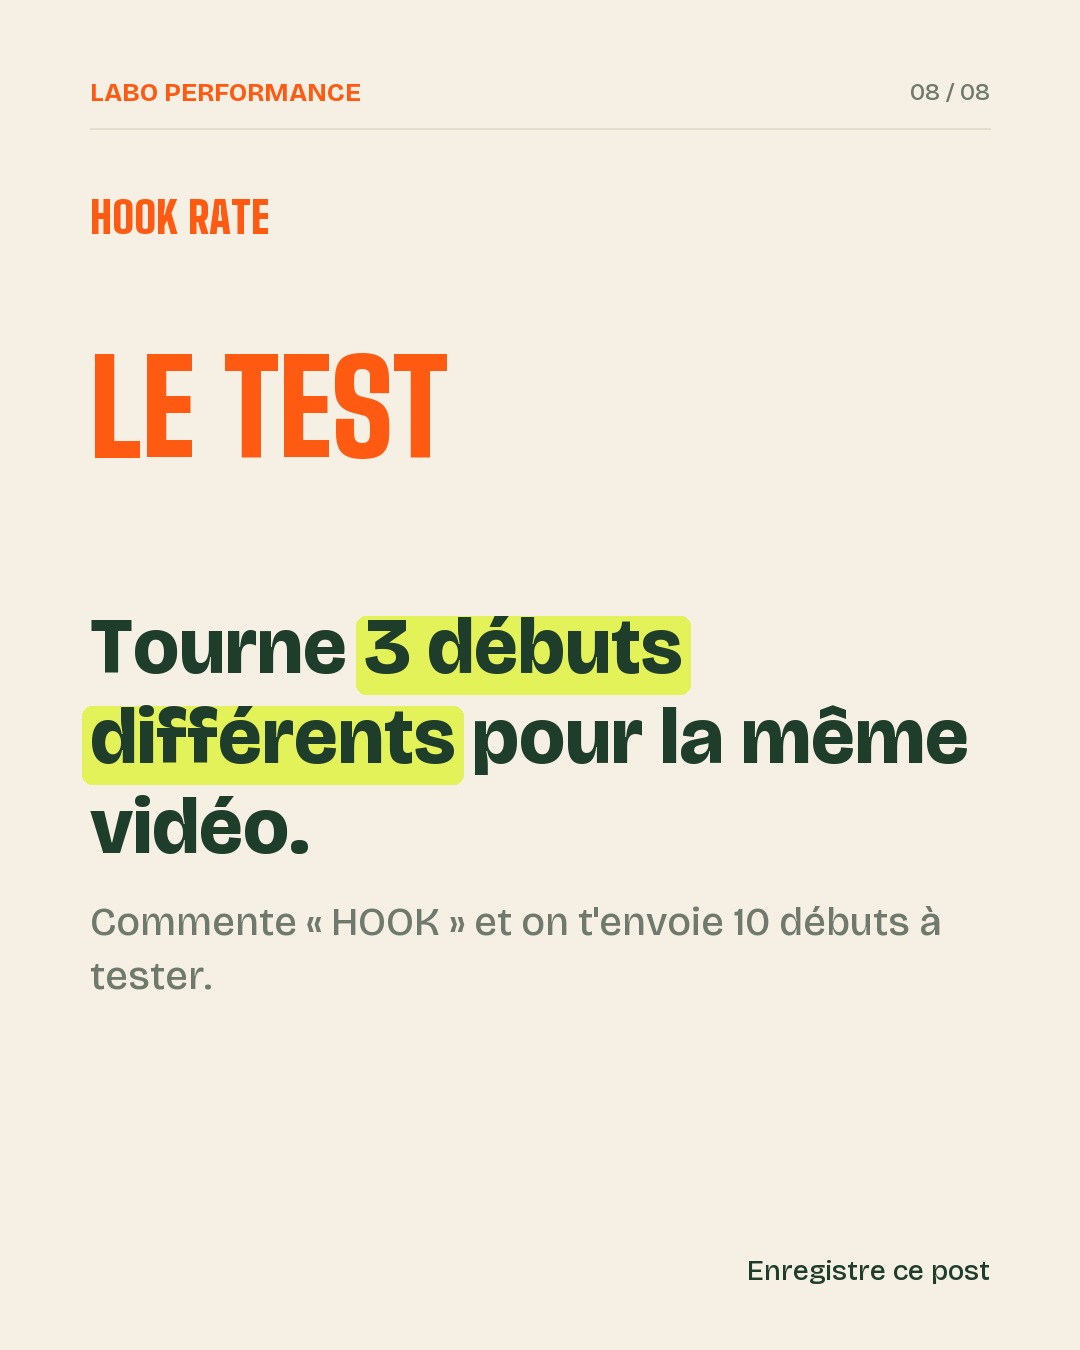 LABO PERFORMANCE
08 / 08
HOOK RATE
LE TEST
Tourne 3 débuts
différents pour la même
vidéo.
Commente « HOOK » et on t'envoie 10 débuts à
tester.
Enregistre ce post